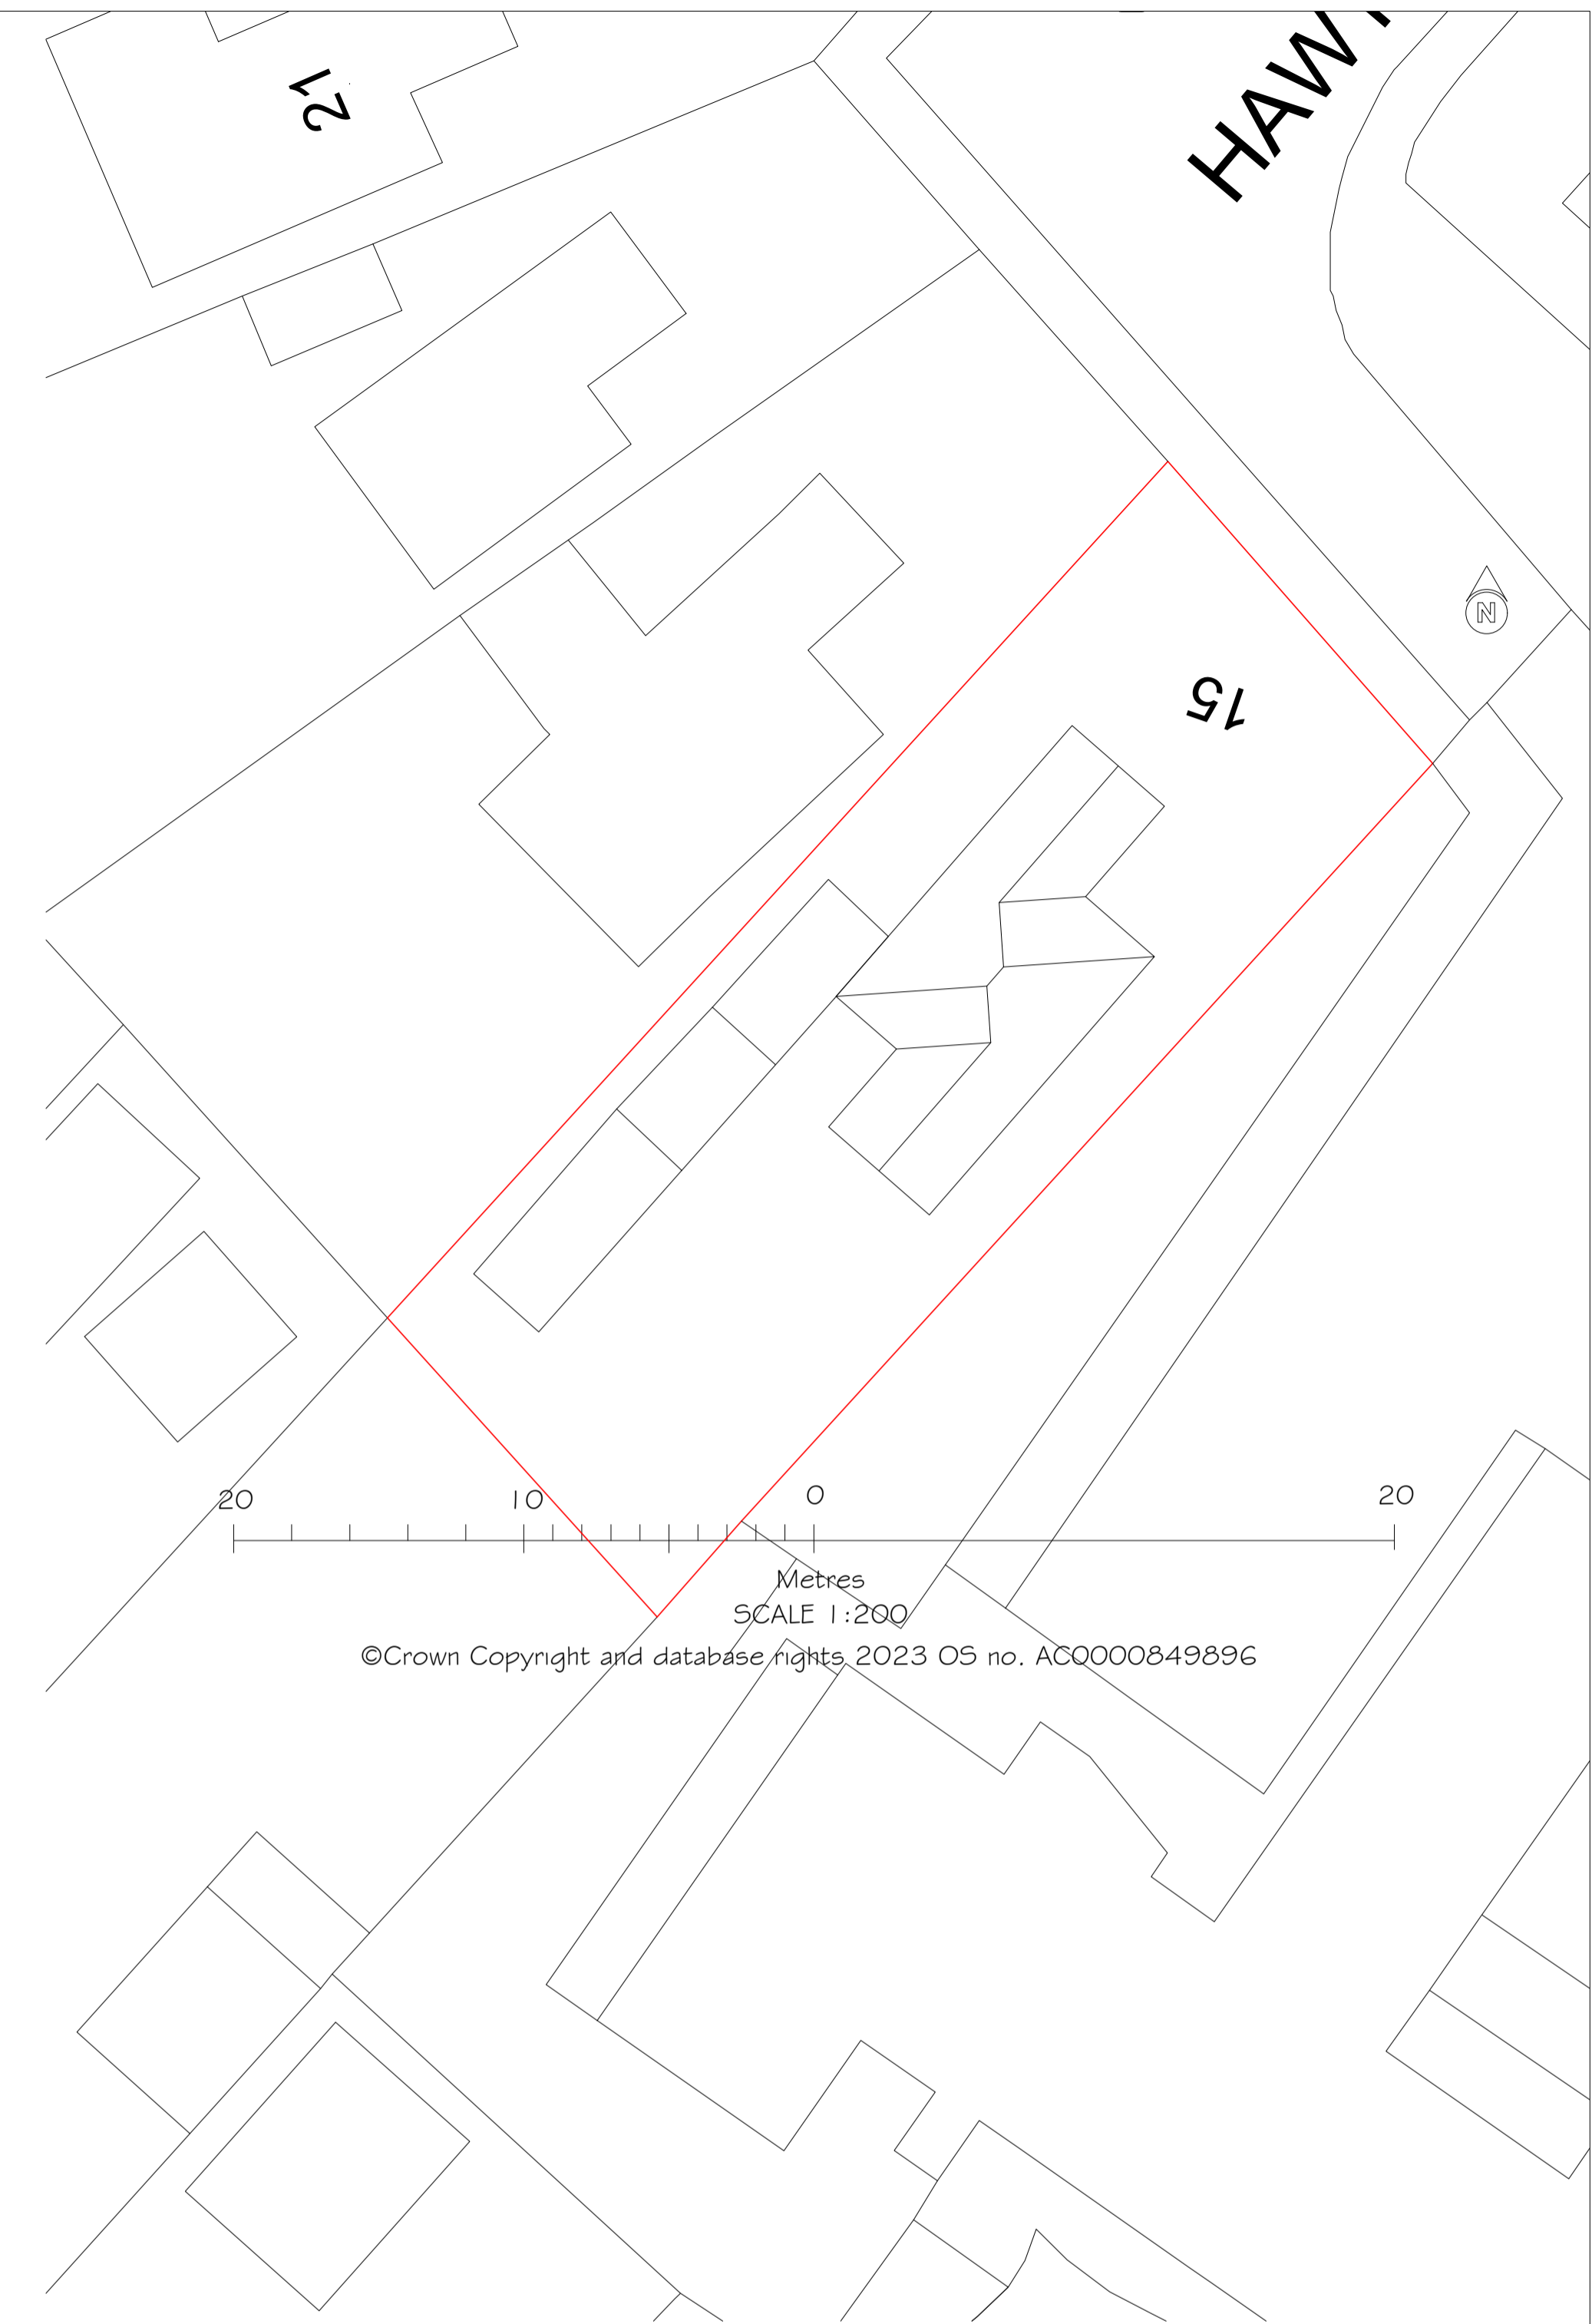 21
HAW
N
15
20 10 0 20
Metres
SCALE 1:200
©Crown Copyright and database rights 2023 OS no. AC0000849896